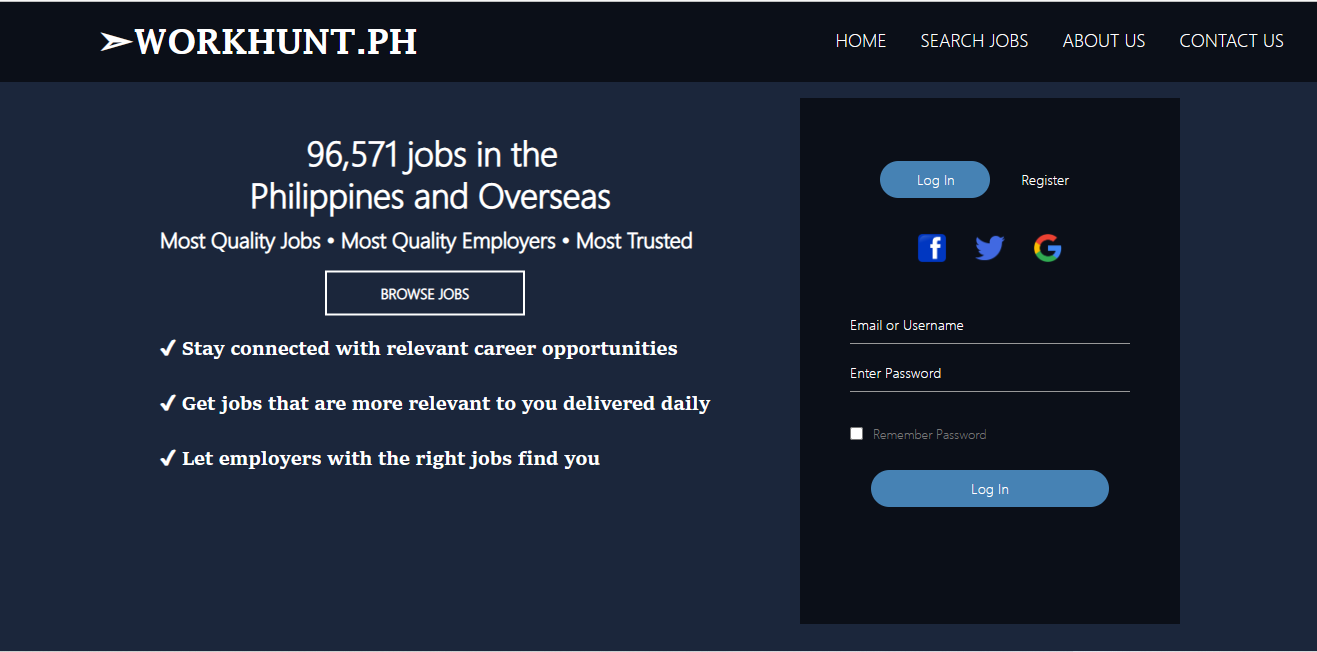 ➣WORKHUNT.PH
HOME SEARCH JOBS ABOUT US CONTACT US
96,571 jobs in the
Philippines and Overseas
Most Quality Jobs • Most Quality Employers • Most Trusted
BROWSE JOBS
✔ Stay connected with relevant career opportunities
✔ Get jobs that are more relevant to you delivered daily
✔ Let employers with the right jobs find you
Log In Register
Email or Username
Enter Password
Remember Password
Log In